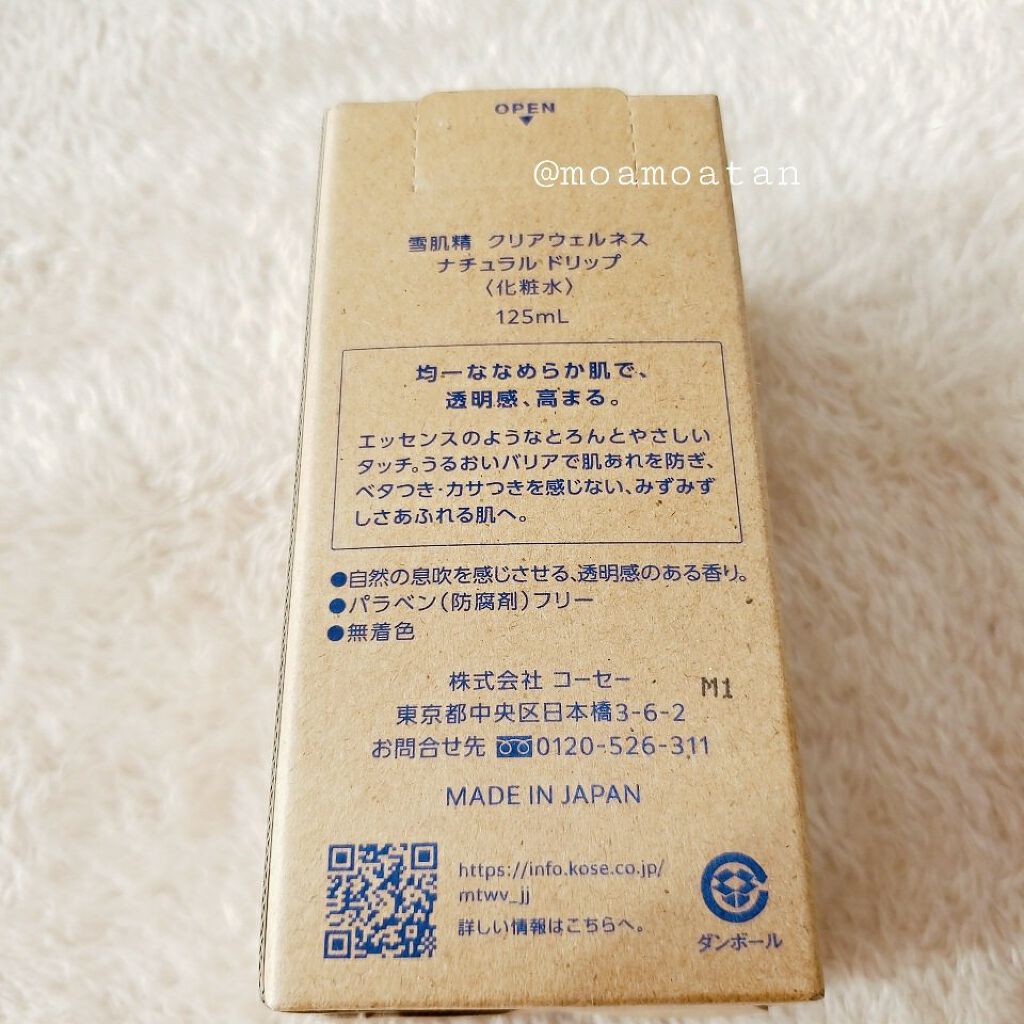 OPEN
@moamoatan
雪肌精 クリアウェルネス
ナチュラル ドリップ
〈化粧水〉
125mL
均一ななめらか肌で、
透明感、高まる。
エッセンスのようなとろんとやさしい
タッチ。うるおいバリアで肌あれを防ぎ、
ベタつき・カサつきを感じない、みずみず
しさあふれる肌へ。
●自然の息吹を感じさせる、透明感のある香り。
●パラベン(防腐剤)フリー
●無着色
株式会社 コーセー
M1
東京都中央区日本橋3-6-2
お問合せ先 0120-526-311
MADE IN JAPAN
https://info.kose.co.jp/
mtwv_jj
詳しい情報はこちらへ。
ダンボール